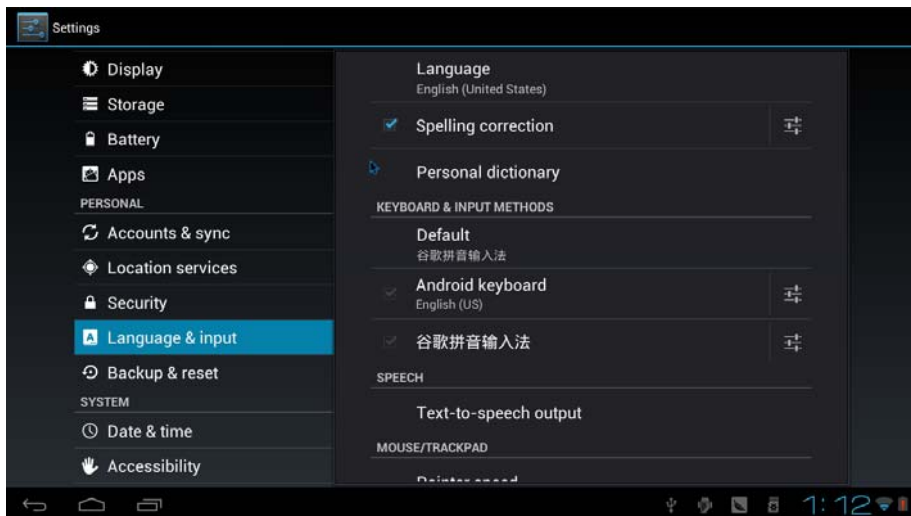 Settings
Display
Storage
Battery
Apps
PERSONAL
Accounts & sync
Location services
Security
Language & input
Backup & reset
SYSTEM
Date & time
Accessibility
Language
English (United States)
Spelling correction
Personal dictionary
KEYBOARD & INPUT METHODS
Default
谷歌拼音输入法
Android keyboard
English (US)
谷歌拼音输入法
SPEECH
Text-to-speech output
MOUSE/TRACKPAD
Pointer speed
1:12